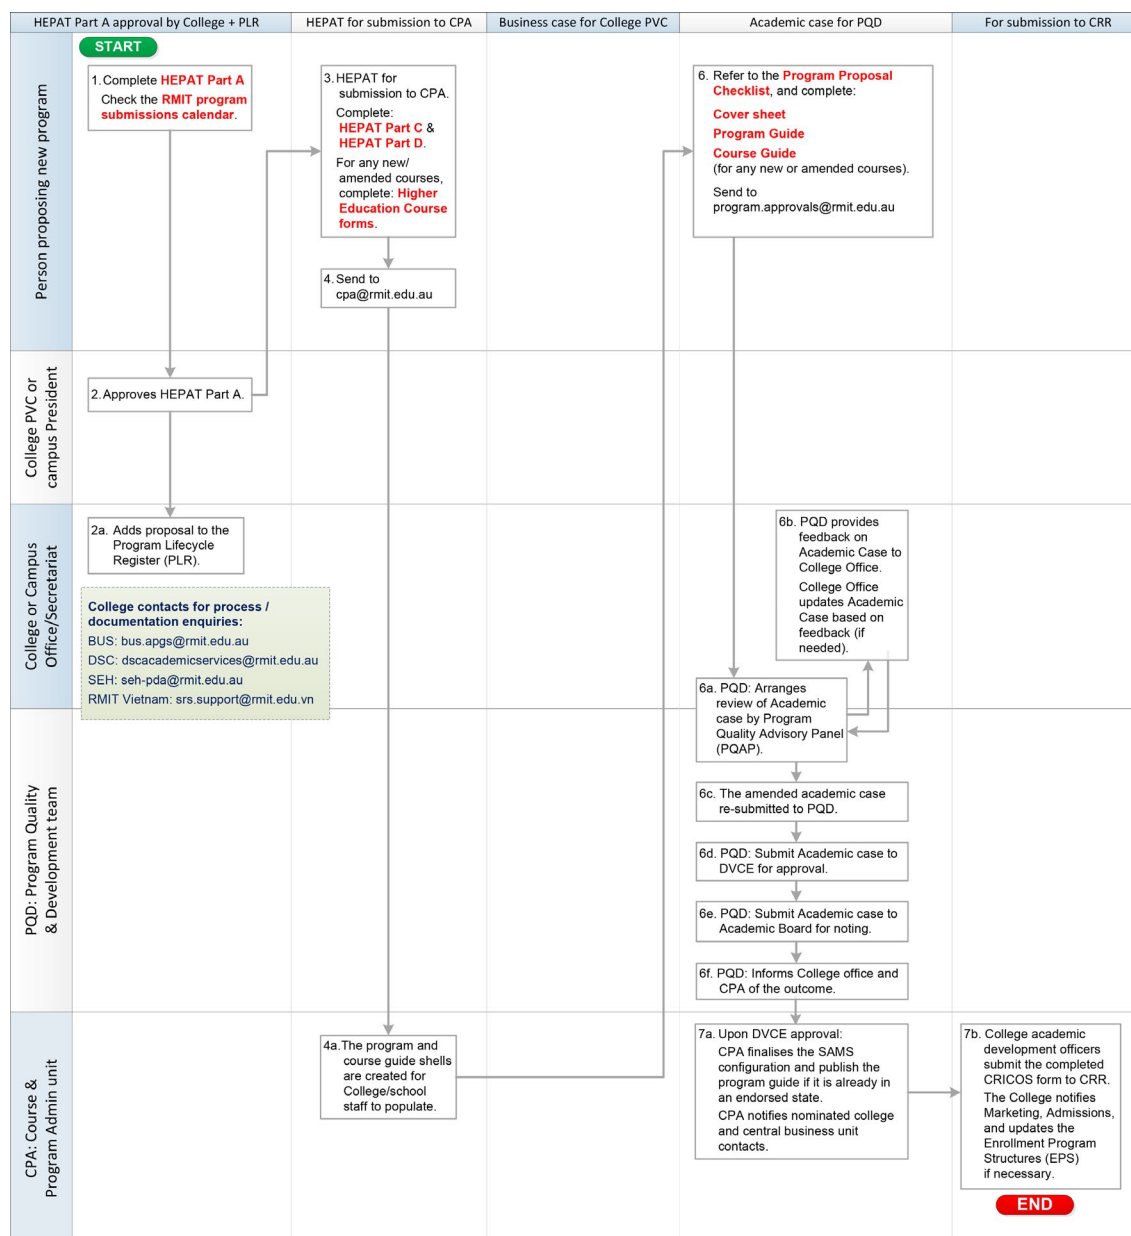 HEPAT Part A approval by College + PLR
HEPAT for submission to CPA
Business case for College PVC
Academic case for PQD
For submission to CRR
Person proposing new program
START
1. Complete HEPAT Part A
Check the RMIT program
submissions calendar.
3. HEPAT for
submission to CPA.
Complete:
HEPAT Part C &
HEPAT Part D.
For any new/
amended courses,
complete: Higher
Education Course
forms.
4. Send to
cpa@rmit.edu.au
6. Refer to the Program Proposal
Checklist, and complete:
Cover sheet
Program Guide
Course Guide
(for any new or amended courses).
Send to
program.approvals@rmit.edu.au
College PVC or
campus President
2. Approves HEPAT Part A.
College or Campus
Office/Secretariat
2a. Adds proposal to the
Program Lifecycle
Register (PLR).
College contacts for process /
documentation enquiries:
BUS: bus.apgs@rmit.edu.au
DSC: dscacademicservices@rmit.edu.au
SEH: seh-pda@rmit.edu.au
RMIT Vietnam: srs.support@rmit.edu.vn
6b. PQD provides
feedback on
Academic Case to
College Office.
College Office
updates Academic
Case based on
feedback (if
needed).
6a. PQD: Arranges
review of Academic
case by Program
Quality Advisory Panel
(PQAP).
PQD: Program Quality
& Development team
6c. The amended academic case
re-submitted to PQD.
6d. PQD: Submit Academic case to
DVCE for approval.
6e. PQD: Submit Academic case to
Academic Board for noting.
6f. PQD: Informs College office and
CPA of the outcome.
CPA: Course &
Program Admin unit
4a. The program and
course guide shells
are created for
College/school
staff to populate.
7a. Upon DVCE approval:
CPA finalises the SAMS
configuration and publish the
program guide if it is already in
an endorsed state.
CPA notifies nominated college
and central business unit
contacts.
7b. College academic
development officers
submit the completed
CRICOS form to CRR.
The College notifies
Marketing, Admissions,
and updates the
Enrollment Program
Structures (EPS)
if necessary.
END